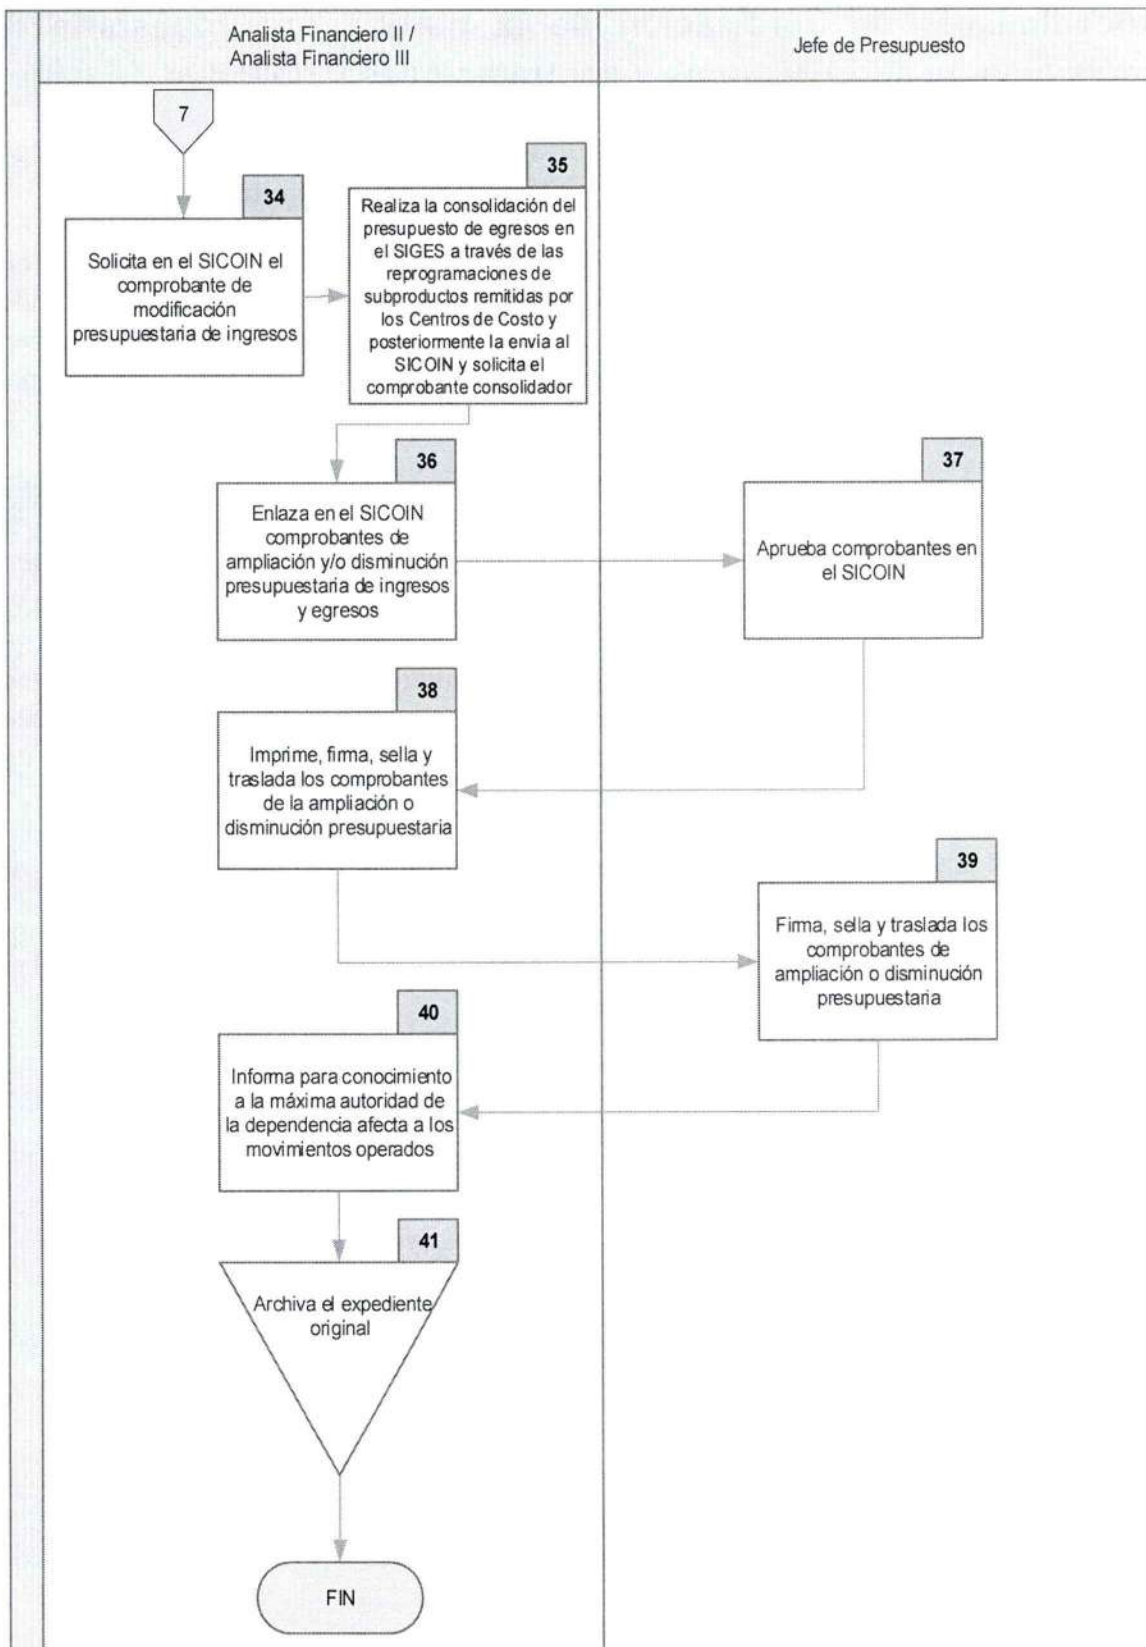 Analista Financiero II /
Analista Financiero III
Jefe de Presupuesto
7
34
Solicita en el SICOIN el
comprobante de
modificación
presupuestaria de ingresos
35
Realiza la consolidación del
presupuesto de egresos en
el SIGES a través de las
reprogramaciones de
subproductos remitidas por
los Centros de Costo y
posteriormente la envía al
SICOIN y solicita el
comprobante consolidador
36
Enlaza en el SICOIN
comprobantes de
ampliación y/o disminución
presupuestaria de ingresos
y egresos
37
Aprueba comprobantes en
el SICOIN
38
Imprime, firma, sella y
traslada los comprobantes
de la ampliación o
disminución presupuestaria
39
Firma, sella y traslada los
comprobantes de
ampliación o disminución
presupuestaria
40
Informa para conocimiento
a la máxima autoridad de
la dependencia afecta a los
movimientos operados
41
Archiva el expediente
original
FIN